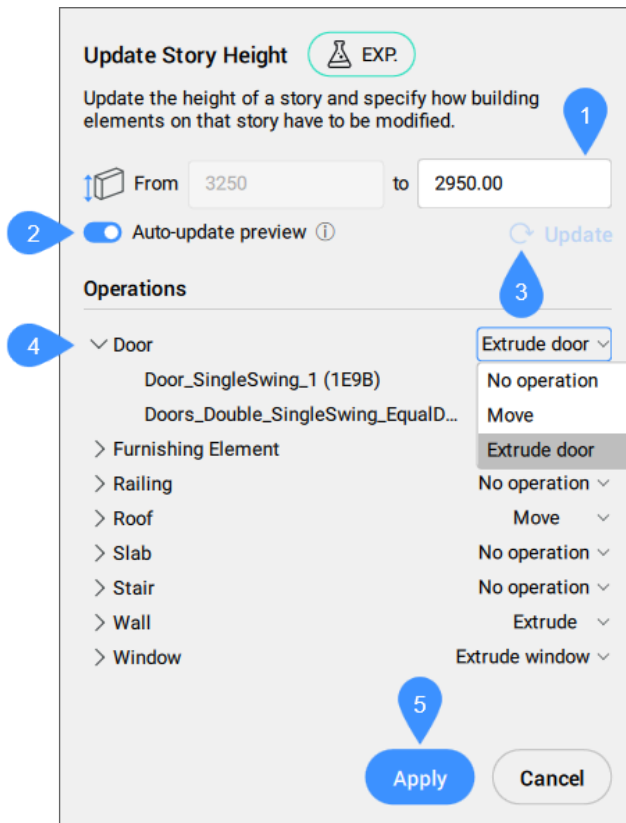 Update Story Height EXP.
Update the height of a story and specify how building
elements on that story have to be modified.
1
From 3250 to 2950.00
2 Auto-update preview Update
3
Operations
4 Door Extrude door
Door_SingleSwing_1 (1E9B) No operation
Doors_Double_SingleSwing_EqualD... Move
Furnishing Element Extrude door
Railing No operation
Roof Move
Slab No operation
Stair No operation
Wall Extrude
Window Extrude window
5
Apply Cancel